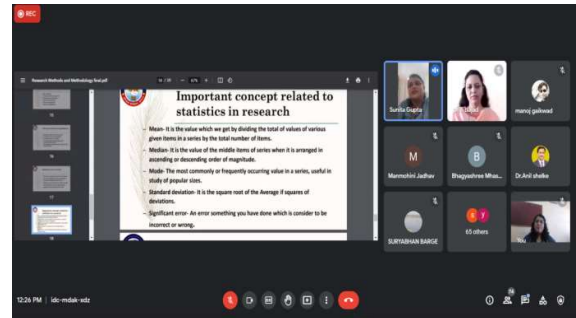 REC
Research Methods and Methodology final.pdf
Important concept related to
statistics in research
- Mean- It is the value which we get by dividing the total of values of various
given items in a series by the total number of items.
- Median- It is the value of the middle items of series when it is arranged in
ascending or descending order of magnitude.
- Mode- The most commonly or frequently occurring value in a series, useful in
study of popular sizes.
- Standard deviation- It is the square root of the Average if squares of
deviations.
- Significant error- An error something you have done which is consider to be
incorrect or wrong.
Sunita Gupta
manoj gaikwad
M
Manmohini Jadhav
B
Bhagyashree Mhas...
Dr.Anil shelke
SURYABHAN BARGE
65 others
You
12:26 PM | idc-mdak-sdz